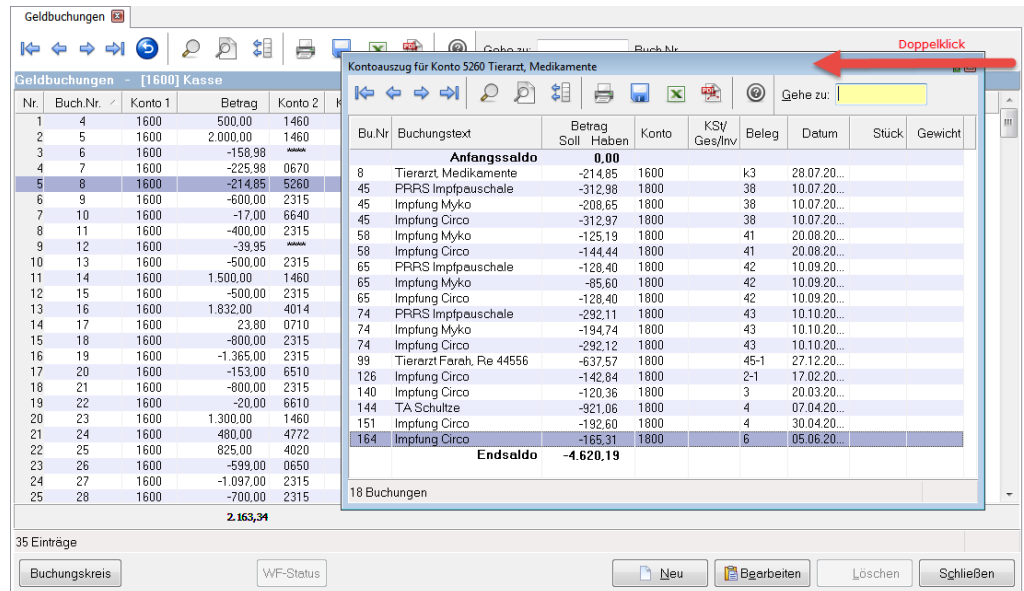 Geldbuchungen
Gehe zu: Buch.Nr.
Doppelklick
Geldbuchungen - [1600] Kasse
Nr. Buch.Nr. Konto 1 Betrag Konto 2
1 4 1600 500,00 1460
2 5 1600 2.000,00 1460
3 6 1600 -158,98 ****
4 7 1600 -225,98 0670
5 8 1600 -214,85 5260
6 9 1600 -600,00 2315
7 10 1600 -17,00 6640
8 11 1600 -400,00 2315
9 12 1600 -39,95 ****
10 13 1600 -500,00 2315
11 14 1600 1.500,00 1460
12 15 1600 -500,00 2315
13 16 1600 1.832,00 4014
14 17 1600 23,80 0710
15 18 1600 -800,00 2315
16 19 1600 -1.365,00 2315
17 20 1600 -153,00 6510
18 21 1600 -800,00 2315
19 22 1600 -20,00 6610
20 23 1600 1.300,00 1460
21 24 1600 480,00 4772
22 25 1600 825,00 4020
23 26 1600 -599,00 0650
24 27 1600 -1.097,00 2315
25 28 1600 -700,00 2315
2.163,34
35 Einträge
Buchungskreis WF-Status Neu Bearbeiten Löschen Schließen
Kontoauszug für Konto 5260 Tierarzt, Medikamente
Gehe zu:
Bu.Nr Buchungstext Betrag Soll Haben Konto KSt/ Ges/Inv Beleg Datum Stück Gewicht
Anfangssaldo 0,00
8 Tierarzt, Medikamente -214,85 1600 k3 28.07.20...
45 PRRS Impfpauschale -312,98 1800 38 10.07.20...
45 Impfung Myko -208,65 1800 38 10.07.20...
45 Impfung Circo -312,97 1800 38 10.07.20...
58 Impfung Myko -125,19 1800 41 20.08.20...
58 Impfung Circo -144,44 1800 41 20.08.20...
65 PRRS Impfpauschale -128,40 1800 42 10.09.20...
65 Impfung Myko -85,60 1800 42 10.09.20...
65 Impfung Circo -128,40 1800 42 10.09.20...
74 PRRS Impfpauschale -292,11 1800 43 10.10.20...
74 Impfung Myko -194,74 1800 43 10.10.20...
74 Impfung Circo -292,12 1800 43 10.10.20...
99 Tierarzt Farah, Re 44556 -637,57 1800 45-1 27.12.20...
126 Impfung Circo -142,84 1800 2-1 17.02.20...
140 Impfung Circo -120,36 1800 3 20.03.20...
144 TA Schultze -921,06 1800 4 07.04.20...
151 Impfung Circo -192,60 1800 4 30.04.20...
164 Impfung Circo -165,31 1800 6 05.06.20...
Endsaldo -4.620,19
18 Buchungen